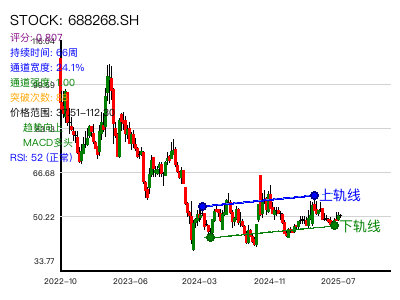 STOCK: 688268.SH
评分: 0.807
持续时间: 66周
通道宽度: 24.1%
通道强度: 1.00
突破次数:
价格范围: 37.51-112.30
趋势向上
MACD多头
RSI: 52 (正常)
上轨线
下轨线
66.68
50.22
33.77
2022-10
2023-06
2024-03
2024-11
2025-07